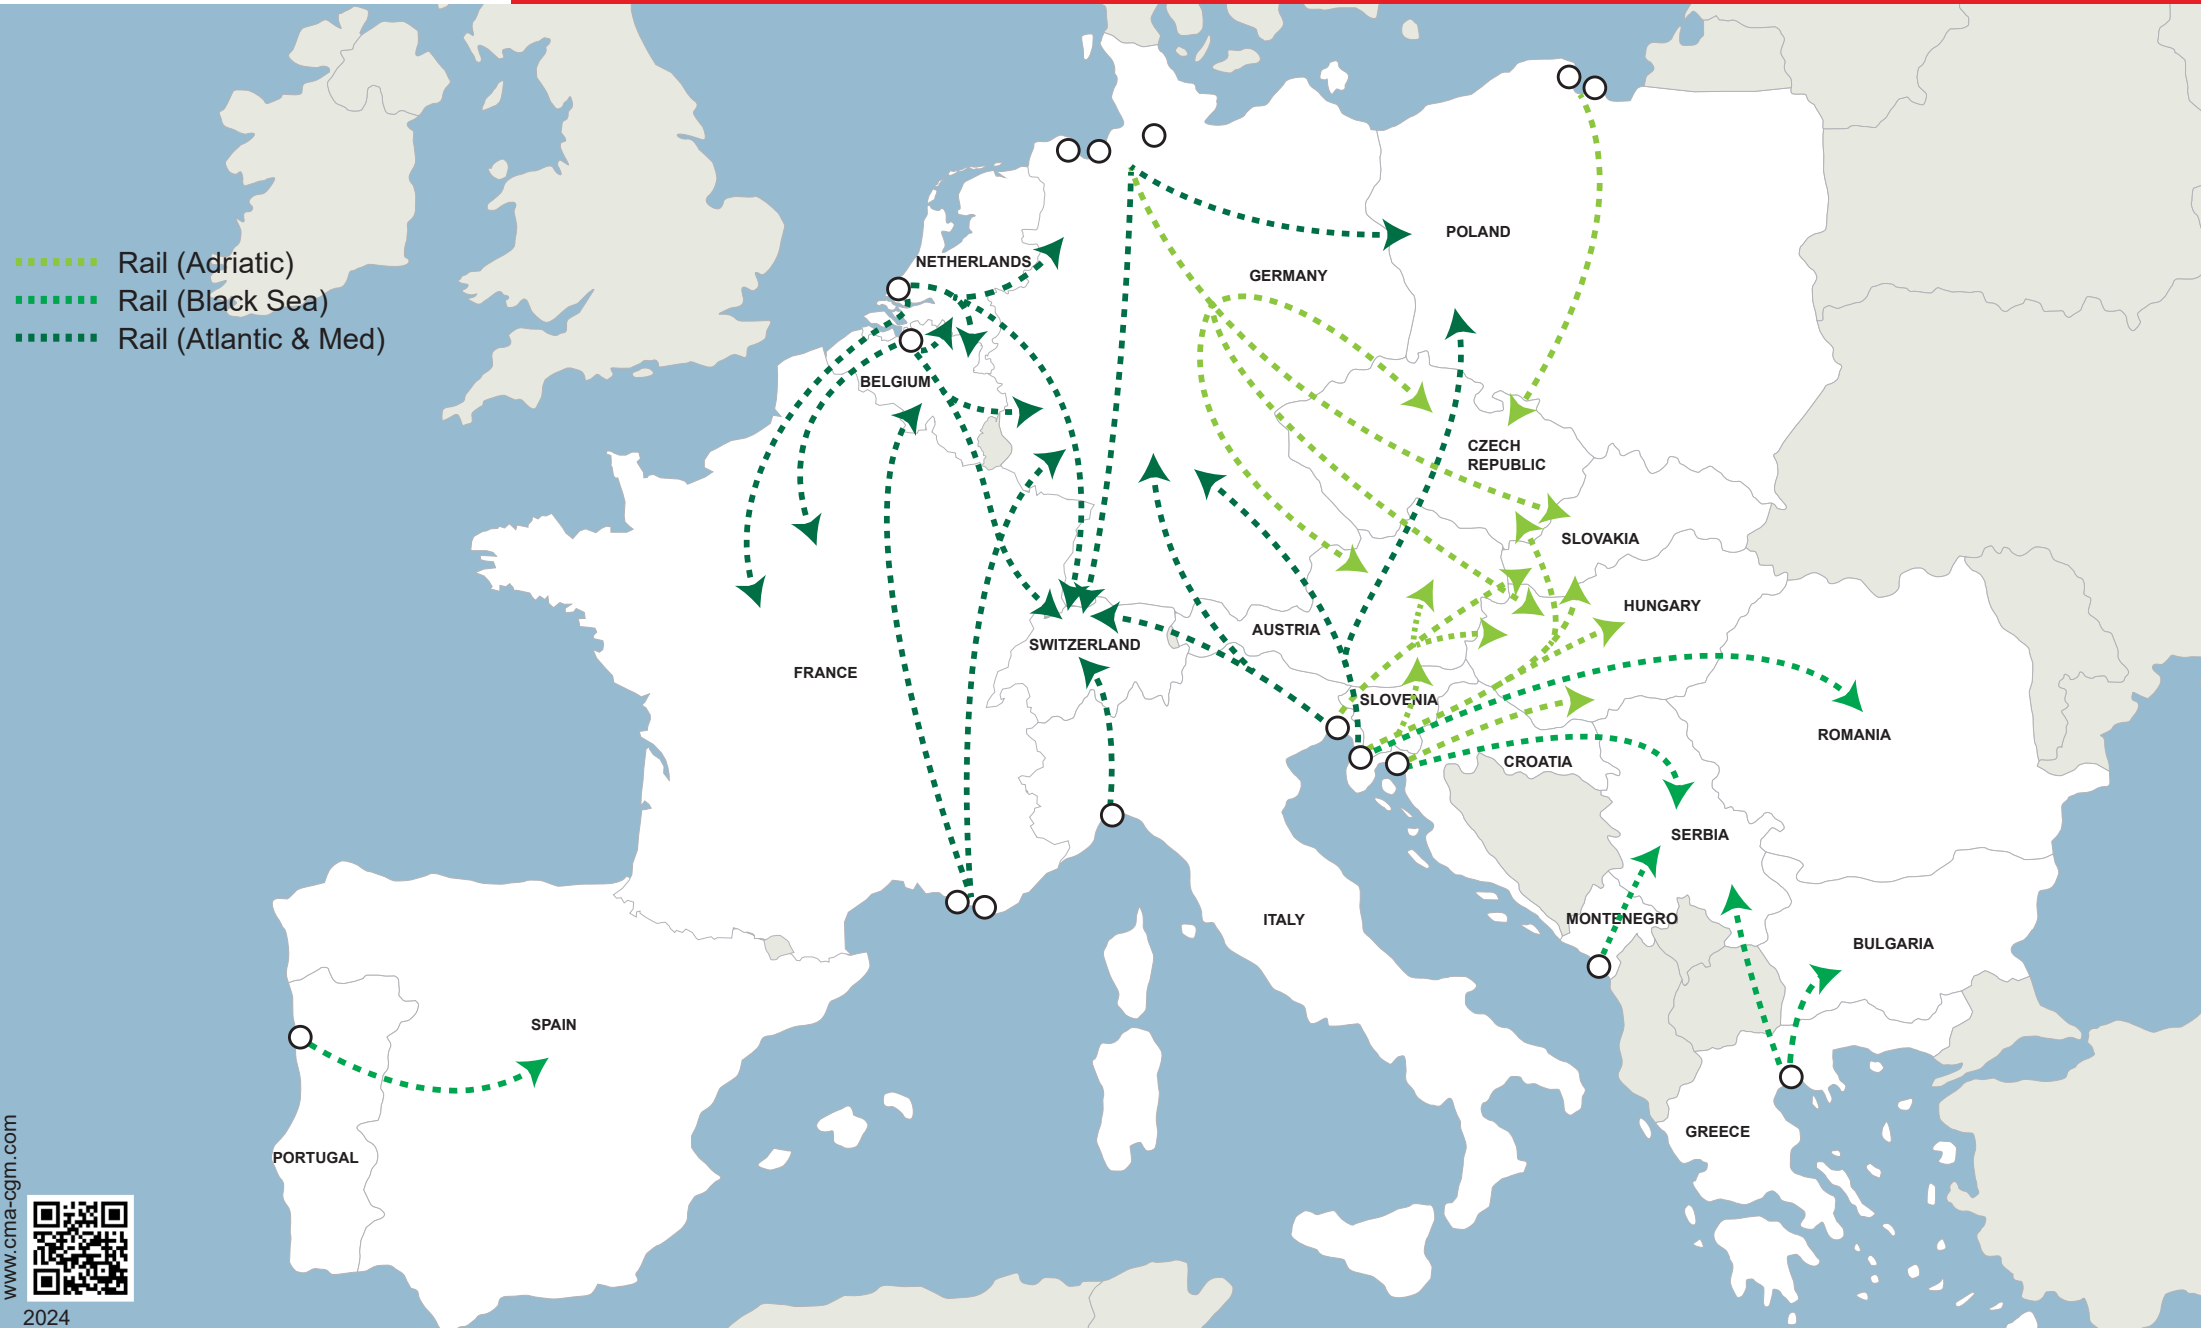 Rail (Adriatic)
Rail (Black Sea)
Rail (Atlantic & Med)
POLAND
NETHERLANDS
GERMANY
BELGIUM
CZECH
REPUBLIC
SLOVAKIA
HUNGARY
AUSTRIA
SWITZERLAND
FRANCE
SLOVENIA
ROMANIA
CROATIA
SERBIA
ITALY
MONTENEGRO
BULGARIA
SPAIN
GREECE
PORTUGAL
www.cma-cgm.com
2024